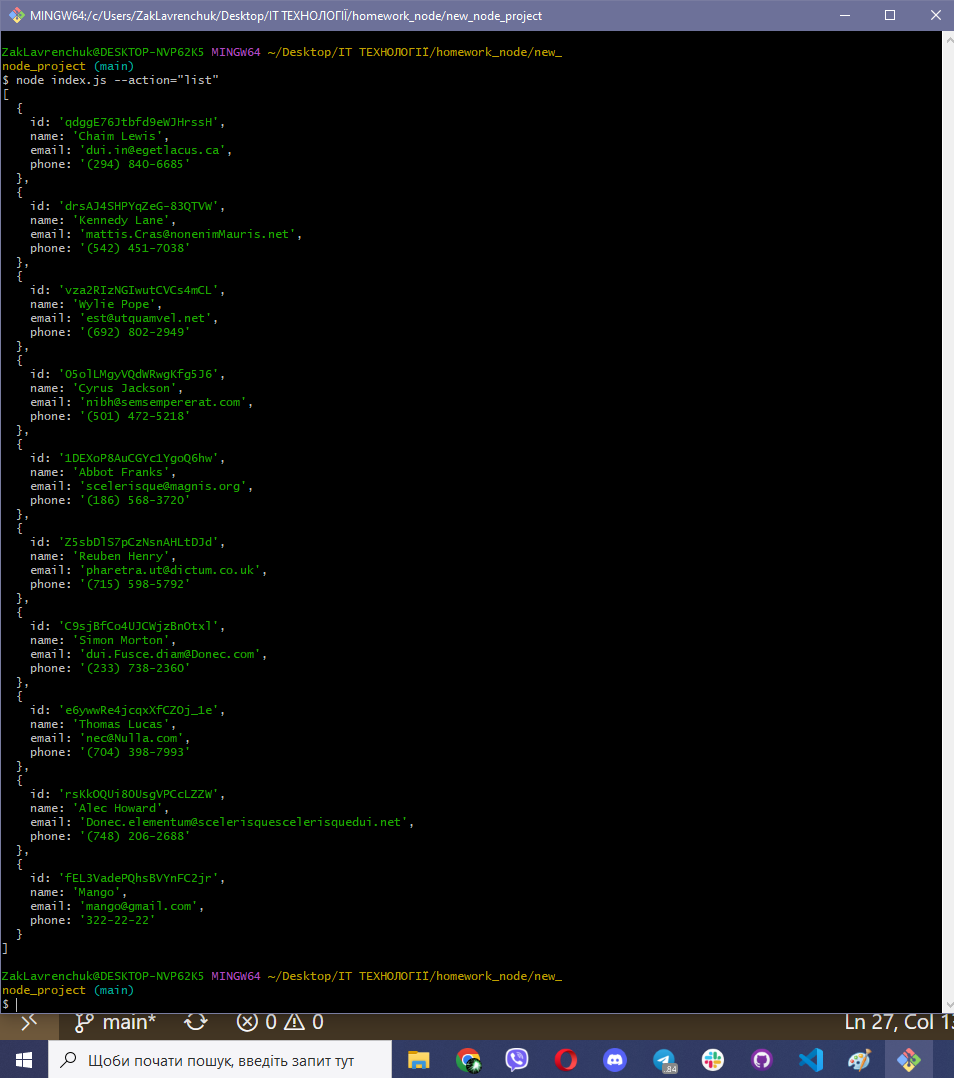 MINGW64:/c/Users/ZakLavrenchuk/Desktop/IT ТЕХНОЛОГІЇ/homework_node/new_node_project
ZakLavrenchuk@DESKTOP-NVP62K5 MINGW64 ~/Desktop/IT ТЕХНОЛОГІЇ/homework_node/new_
node_project (main)
$ node index.js --action="list"
[
  {
    id: 'qdggE76Jtbfd9eWJHrssH',
    name: 'Chaim Lewis',
    email: 'dui.in@egetlacus.ca',
    phone: '(294) 840-6685'
  },
  {
    id: 'drsAJ4SHPYqZeG-83QTVW',
    name: 'Kennedy Lane',
    email: 'mattis.Cras@nonenimMauris.net',
    phone: '(542) 451-7038'
  },
  {
    id: 'vza2RIzNGIwutCVCs4mCL',
    name: 'Wylie Pope',
    email: 'est@utquamvel.net',
    phone: '(692) 802-2949'
  },
  {
    id: '05olLMgyVQdWRwgKfg5J6',
    name: 'Cyrus Jackson',
    email: 'nibh@semsempererat.com',
    phone: '(501) 472-5218'
  },
  {
    id: '1DEXoP8AuCGYc1YgoQ6hw',
    name: 'Abbot Franks',
    email: 'scelerisque@magnis.org',
    phone: '(186) 568-3720'
  },
  {
    id: 'Z5sbDlS7pCzNsnAHLtDJd',
    name: 'Reuben Henry',
    email: 'pharetra.ut@dictum.co.uk',
    phone: '(715) 598-5792'
  },
  {
    id: 'C9sjBfCo4UJCWjzBnOtxl',
    name: 'Simon Morton',
    email: 'dui.Fusce.diam@Donec.com',
    phone: '(233) 738-2360'
  },
  {
    id: 'e6ywwRe4jcqxXfCZOj_1e',
    name: 'Thomas Lucas',
    email: 'nec@Nulla.com',
    phone: '(704) 398-7993'
  },
  {
    id: 'rsKkOQUi80UsgVPCcLZZW',
    name: 'Alec Howard',
    email: 'Donec.elementum@scelerisquescelerisquedui.net',
    phone: '(748) 206-2688'
  },
  {
    id: 'fEL3VadePQhsBVYnFC2jr',
    name: 'Mango',
    email: 'mango@gmail.com',
    phone: '322-22-22'
  }
]
ZakLavrenchuk@DESKTOP-NVP62K5 MINGW64 ~/Desktop/IT ТЕХНОЛОГІЇ/homework_node/new_
node_project (main)
$
main* 0 0 Ln 27, Col 13
Щоби почати пошук, введіть запит тут 84